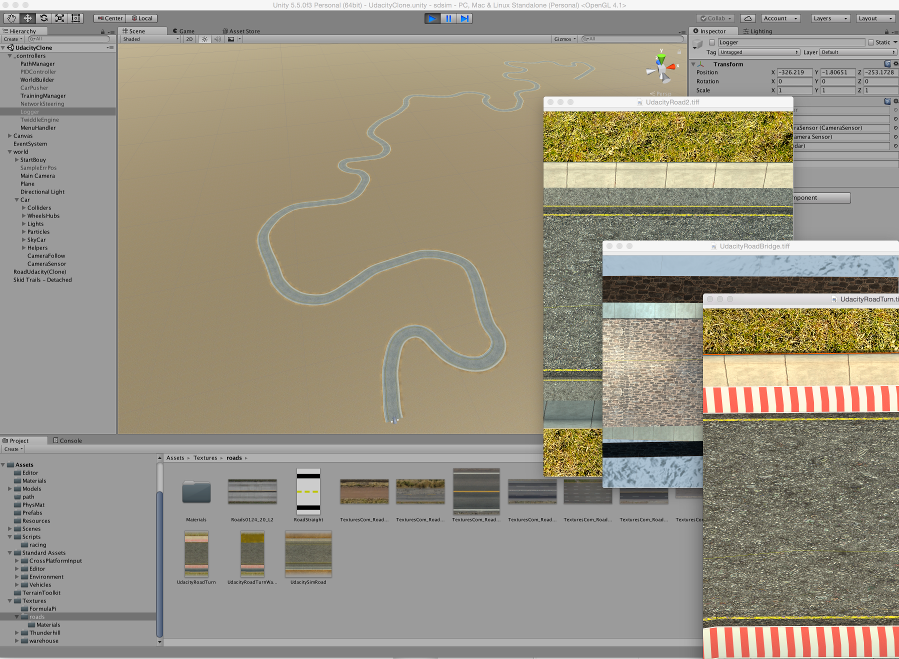 Unity 5.5.013 Personal (64bit) - UdacityClone.unity - sdsim - PC, Mac & Linux Standalone (Personal) <OpenGL 4.1>
Center Local Collab Account Layers Layout
Hierarchy Scene Game Asset Store Inspector Lighting
Create All Shaded 2D Gizmos All Logger Static
UdacityClone
Tag Untagged Layer Default
_controllers
PathManager
Transform
PIDController
Position X -326.219 Y -1.80651 Z -253.1728
WorldBuilder
Rotation X 0 Y 0 Z 0
CarPusher
Scale X 1 Y 1 Z 1
TrainingManager
NetworkSteering
Logger
TwiddleEngine
MenuHandler
Canvas
EventSystem
world
StartBouy
SampleErrPos
Main Camera
Plane
Directional Light
Car
Colliders
WheelsHubs
Lights
Particles
SkyCar
Helpers
CameraFollow
CameraSensor
RoadUdacity(Clone)
Skid Trails - Detached
Persp
UdacityRoad2.tiff
raSensor (CameraSensor)
amera Sensor)
mponent
UdacityRoadBridge.tiff
UdacityRoadTurn.ti
Project Console
Create
Assets Textures roads
Assets
Editor
Materials
Models
path
PhysMat
Prefabs
Resources
Scenes
Scripts
racing
Standard Assets
CrossPlatformInput
Editor
Environment
Vehicles
TerrainToolkit
Textures
FormulaPi
roads
Materials
Thunderhill
warehouse
Materials Roads0124_20_L2 RoadStraight TexturesCom_Road... TexturesCom_Road... TexturesCom_Road... TexturesCom_Road... TexturesCom_Road... TexturesCom_Road...
UdacityRoadTurn UdacityRoadTurnWa... UdacitySimRoad